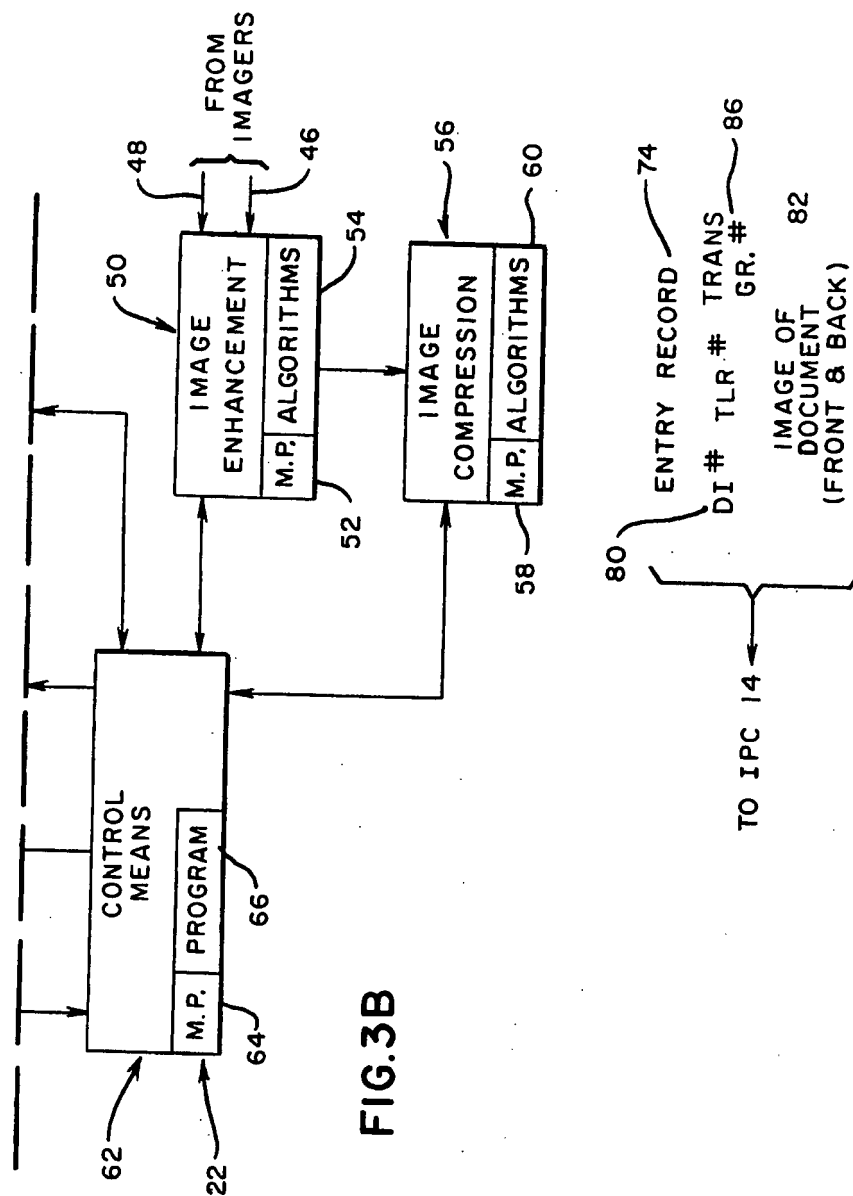 FROM
IMAGERS
48
46
50
IMAGE
ENHANCEMENT
M.P.
ALGORITHMS
52
54
CONTROL
MEANS
M.P.
PROGRAM
62
22
64
66
56
IMAGE
COMPRESSION
M.P.
ALGORITHMS
58
60
FIG.3B
80
ENTRY RECORD
74
DI # TLR # TRANS
GR. #
86
IMAGE OF
DOCUMENT
(FRONT & BACK)
82
TO IPC 14